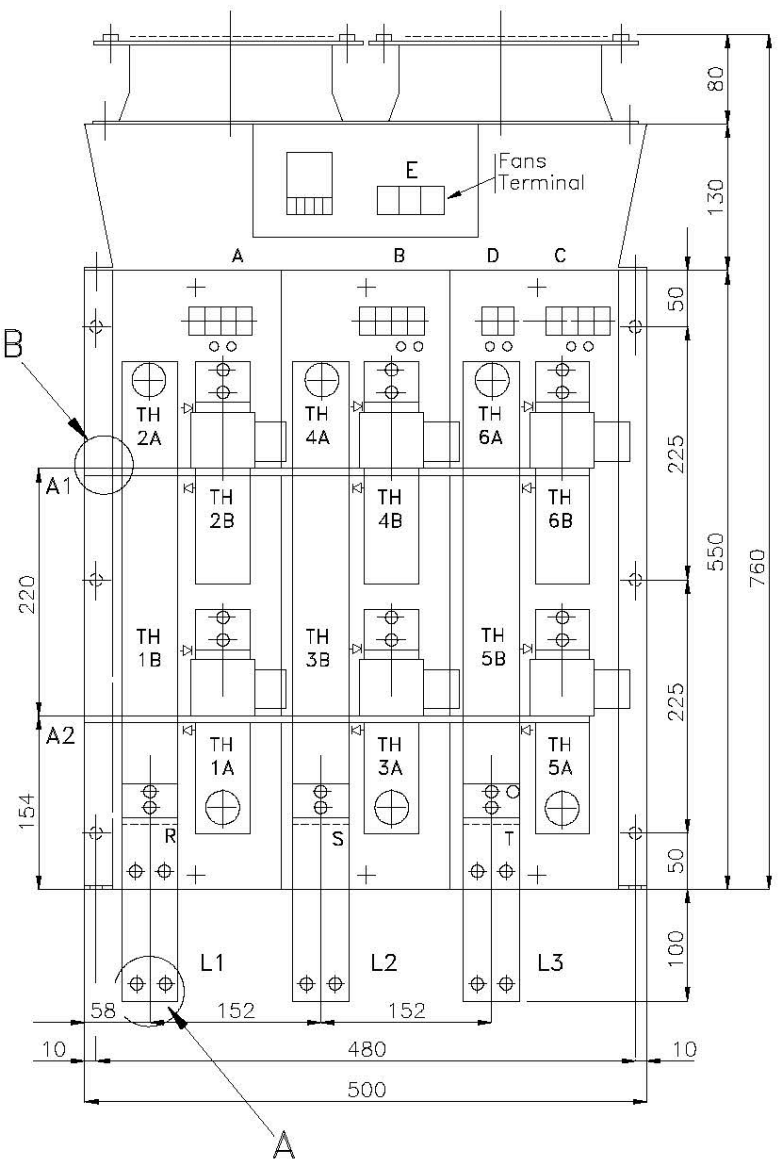 80
E
Fans
Terminal
130
A B D C
50
B
TH 2A
TH 4A
TH 6A
225
A1
TH 2B
TH 4B
TH 6B
550
760
220
TH 1B
TH 3B
TH 5B
225
A2
TH 1A
TH 3A
TH 5A
154
R S T
50
L1 L2 L3
100
58 152 152
10 480 10
500
A